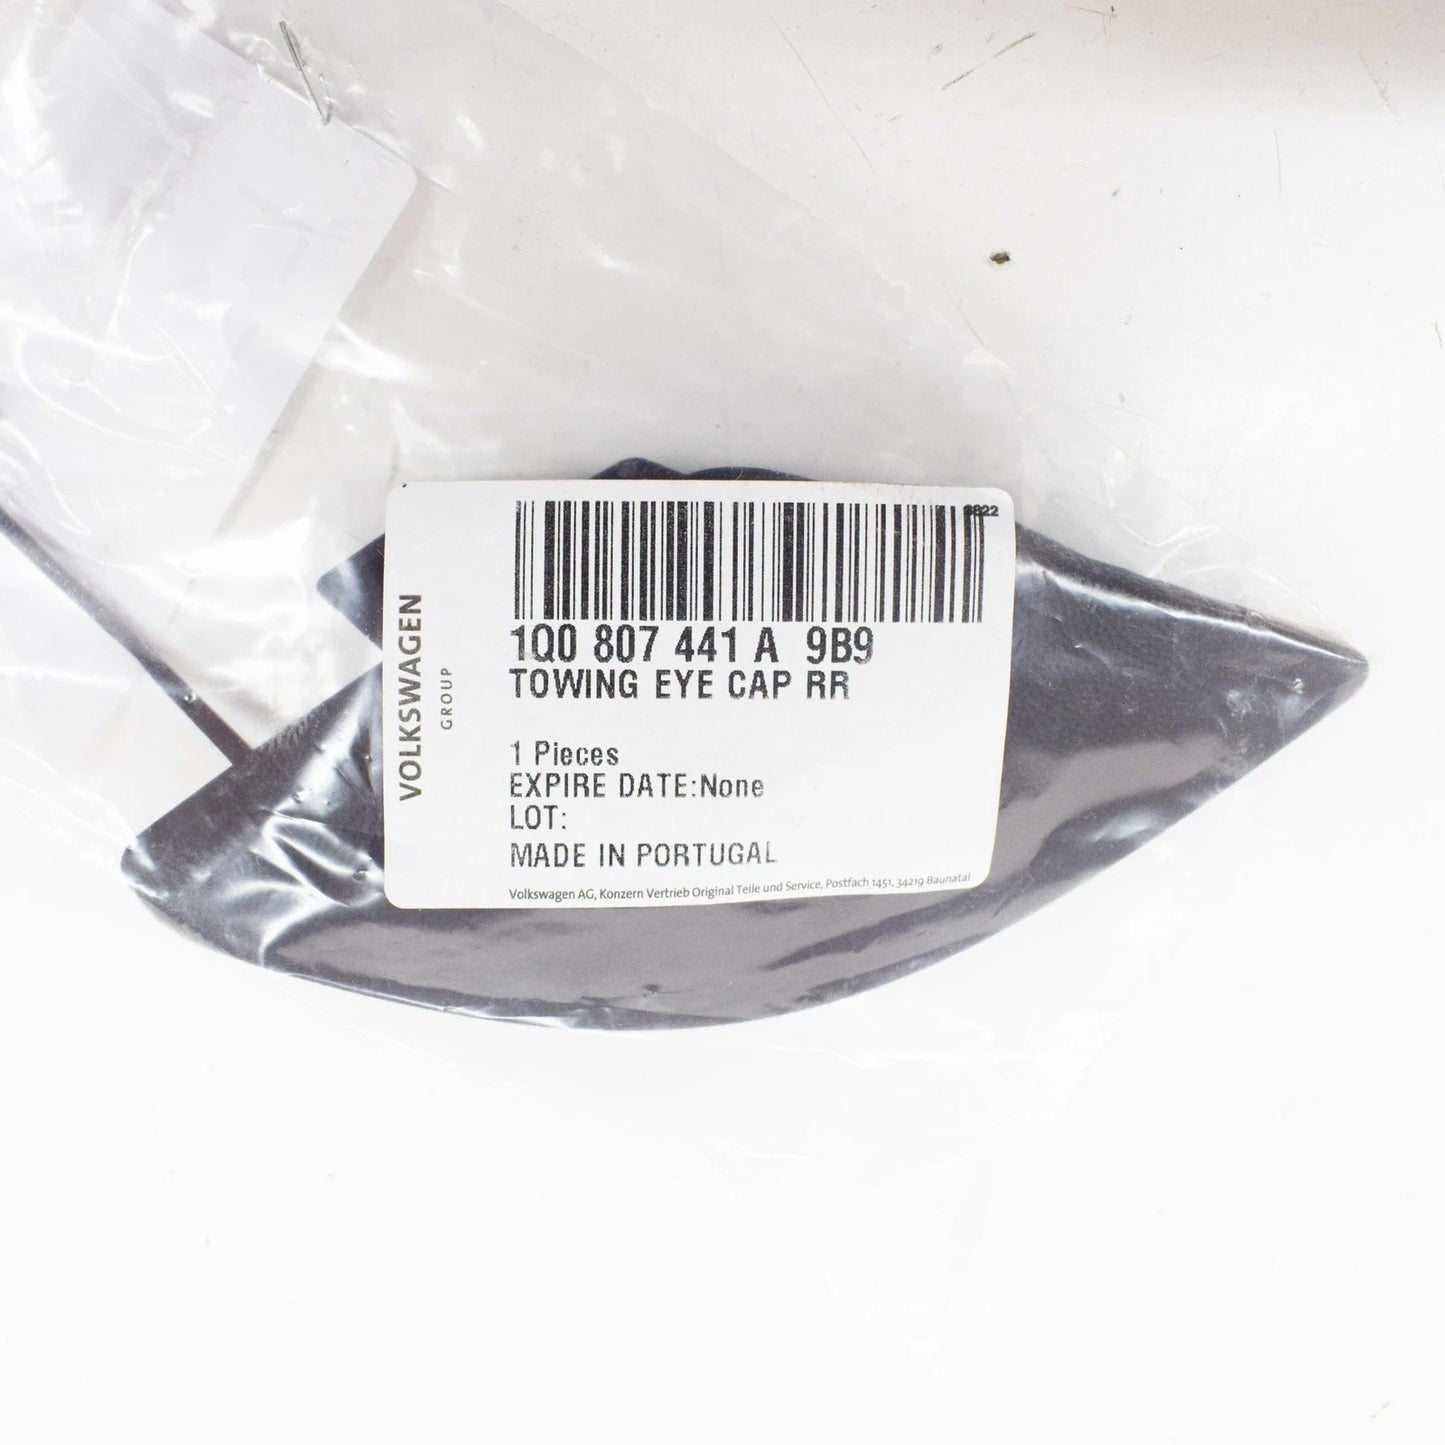 VOLKSWAGEN
GROUP
1Q0 807 441 A 9B9
TOWING EYE CAP RR
1 Pieces
EXPIRE DATE:None
LOT:
MADE IN PORTUGAL
Volkswagen AG, Konzern Vertrieb Original Teile und Service, Postfach 1451, 34219 Baunatal